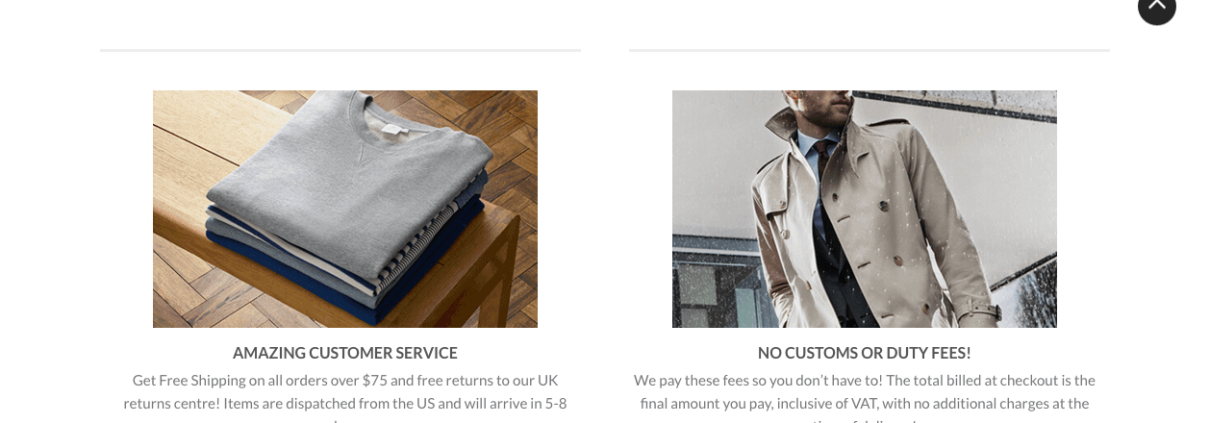 AMAZING CUSTOMER SERVICE
Get Free Shipping on all orders over $75 and free returns to our UK
returns centre! Items are dispatched from the US and will arrive in 5-8
NO CUSTOMS OR DUTY FEES!
We pay these fees so you don’t have to! The total billed at checkout is the
final amount you pay, inclusive of VAT, with no additional charges at the